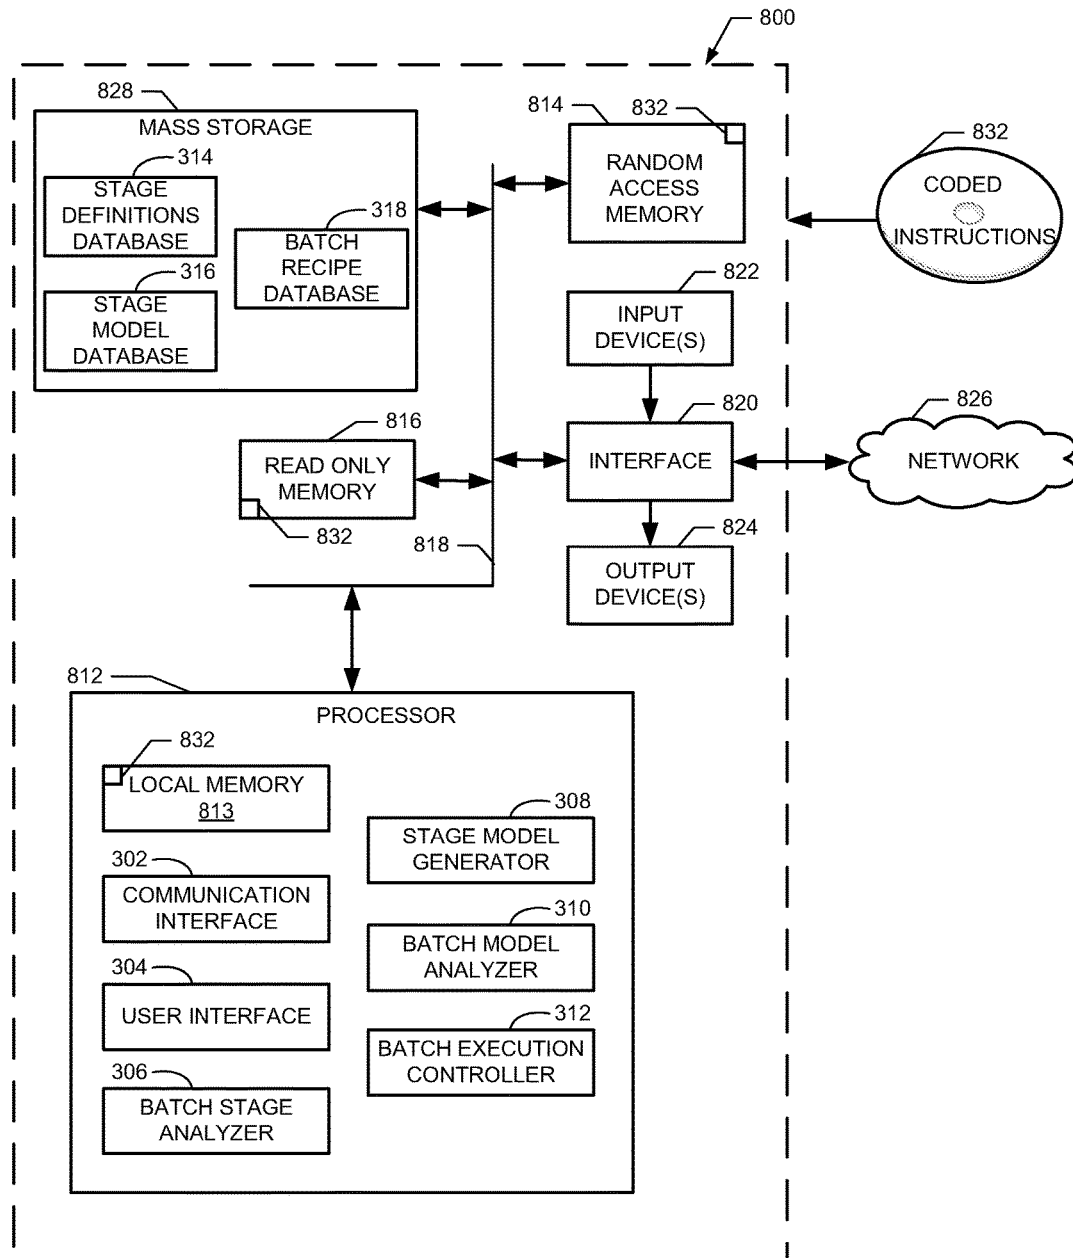 800
828
MASS STORAGE
314
STAGE
DEFINITIONS
DATABASE
318
BATCH
RECIPE
DATABASE
316
STAGE
MODEL
DATABASE
814
832
RANDOM
ACCESS
MEMORY
832
CODED
INSTRUCTIONS
822
INPUT
DEVICE(S)
820
INTERFACE
826
NETWORK
816
READ ONLY
MEMORY
832
818
824
OUTPUT
DEVICE(S)
812
PROCESSOR
832
LOCAL MEMORY
813
302
COMMUNICATION
INTERFACE
304
USER INTERFACE
306
BATCH STAGE
ANALYZER
308
STAGE MODEL
GENERATOR
310
BATCH MODEL
ANALYZER
312
BATCH EXECUTION
CONTROLLER